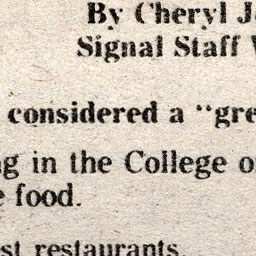 By Cheryl J
Signal Staff
considered a "gre
g in the College o
food.
st restaurants.